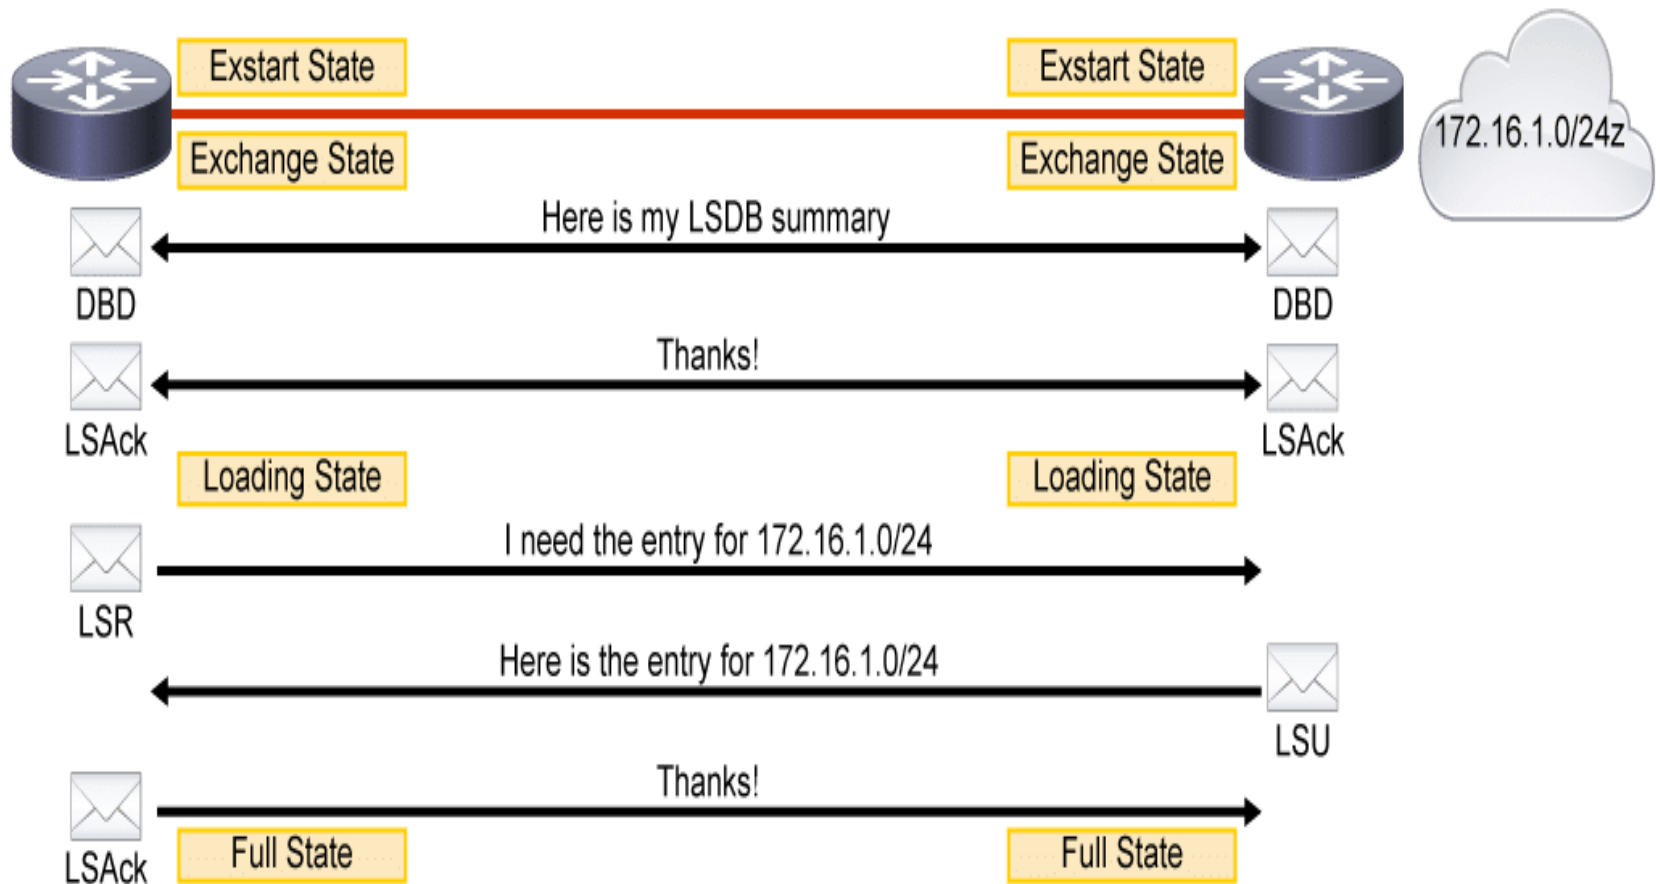 Exstart State
Exstart State
172.16.1.0/24z
Exchange State
Exchange State
Here is my LSDB summary
DBD
DBD
Thanks!
LSAck
LSAck
Loading State
Loading State
I need the entry for 172.16.1.0/24
LSR
Here is the entry for 172.16.1.0/24
LSU
Thanks!
LSAck
Full State
Full State